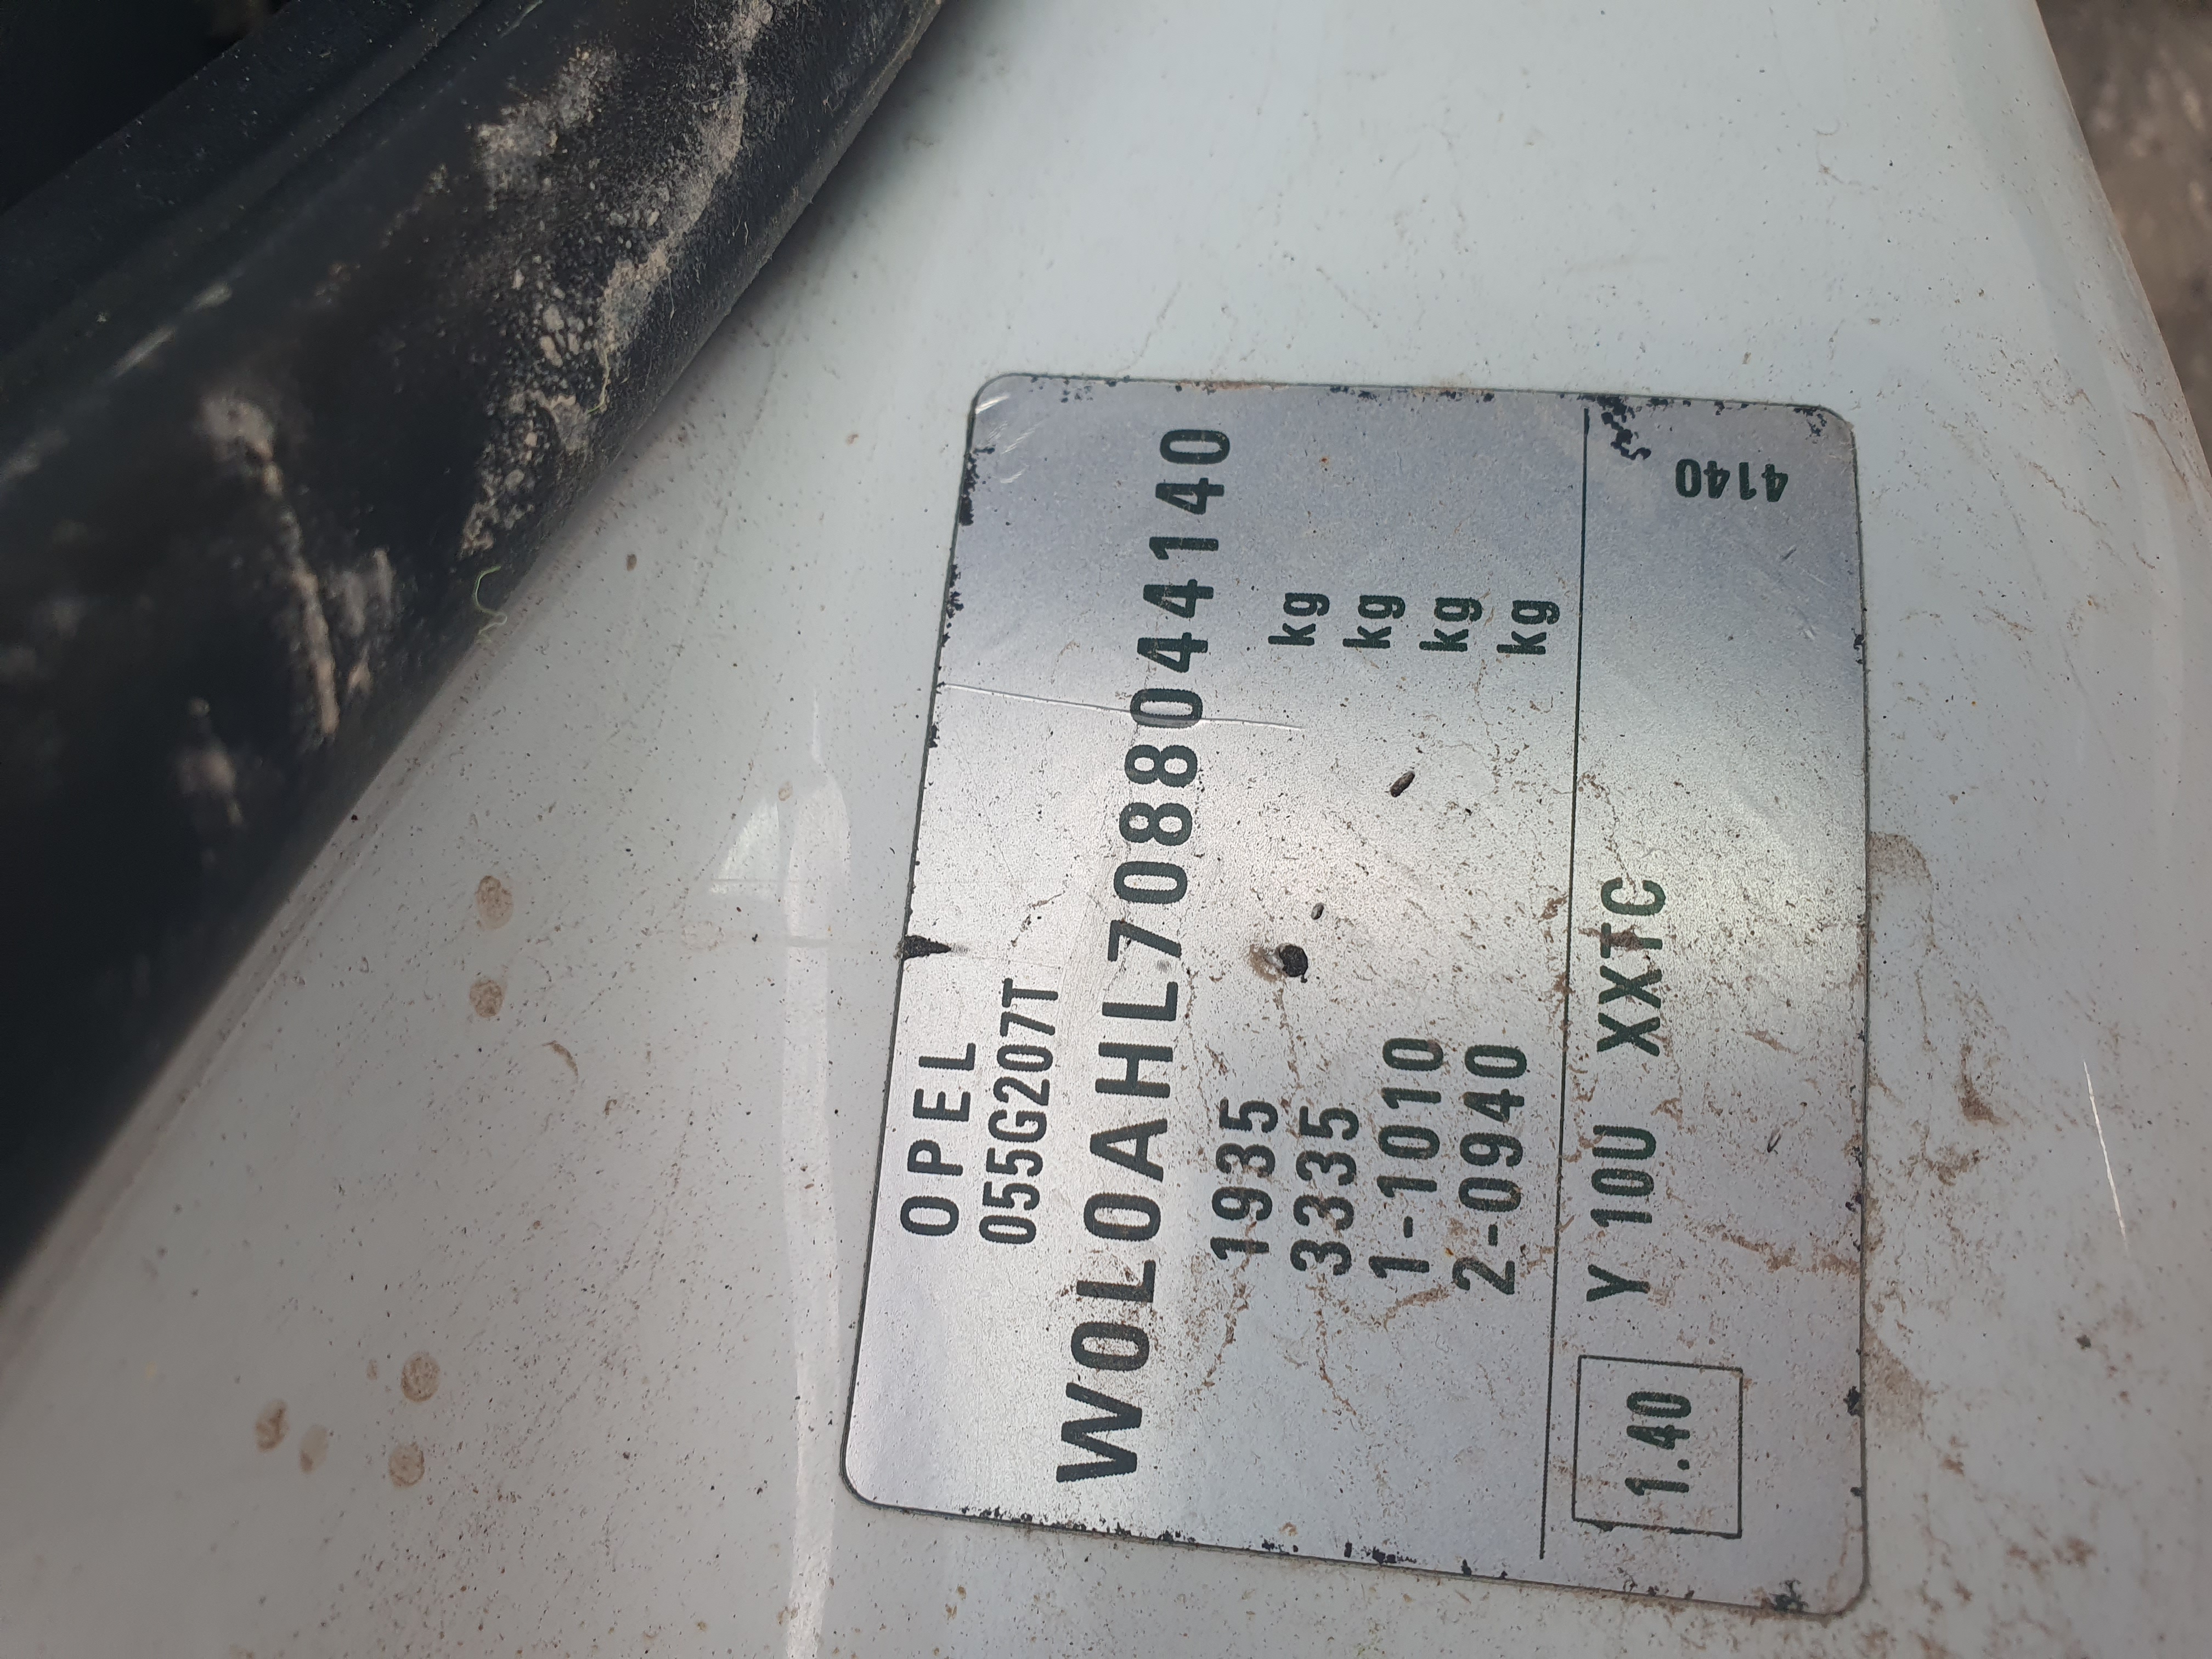 OPEL
055G207T
W0L0AHL7088044140
1935 kg
3335 kg
1-1010 kg
2-0940 kg
1.40 Y 10U XXTC
4140